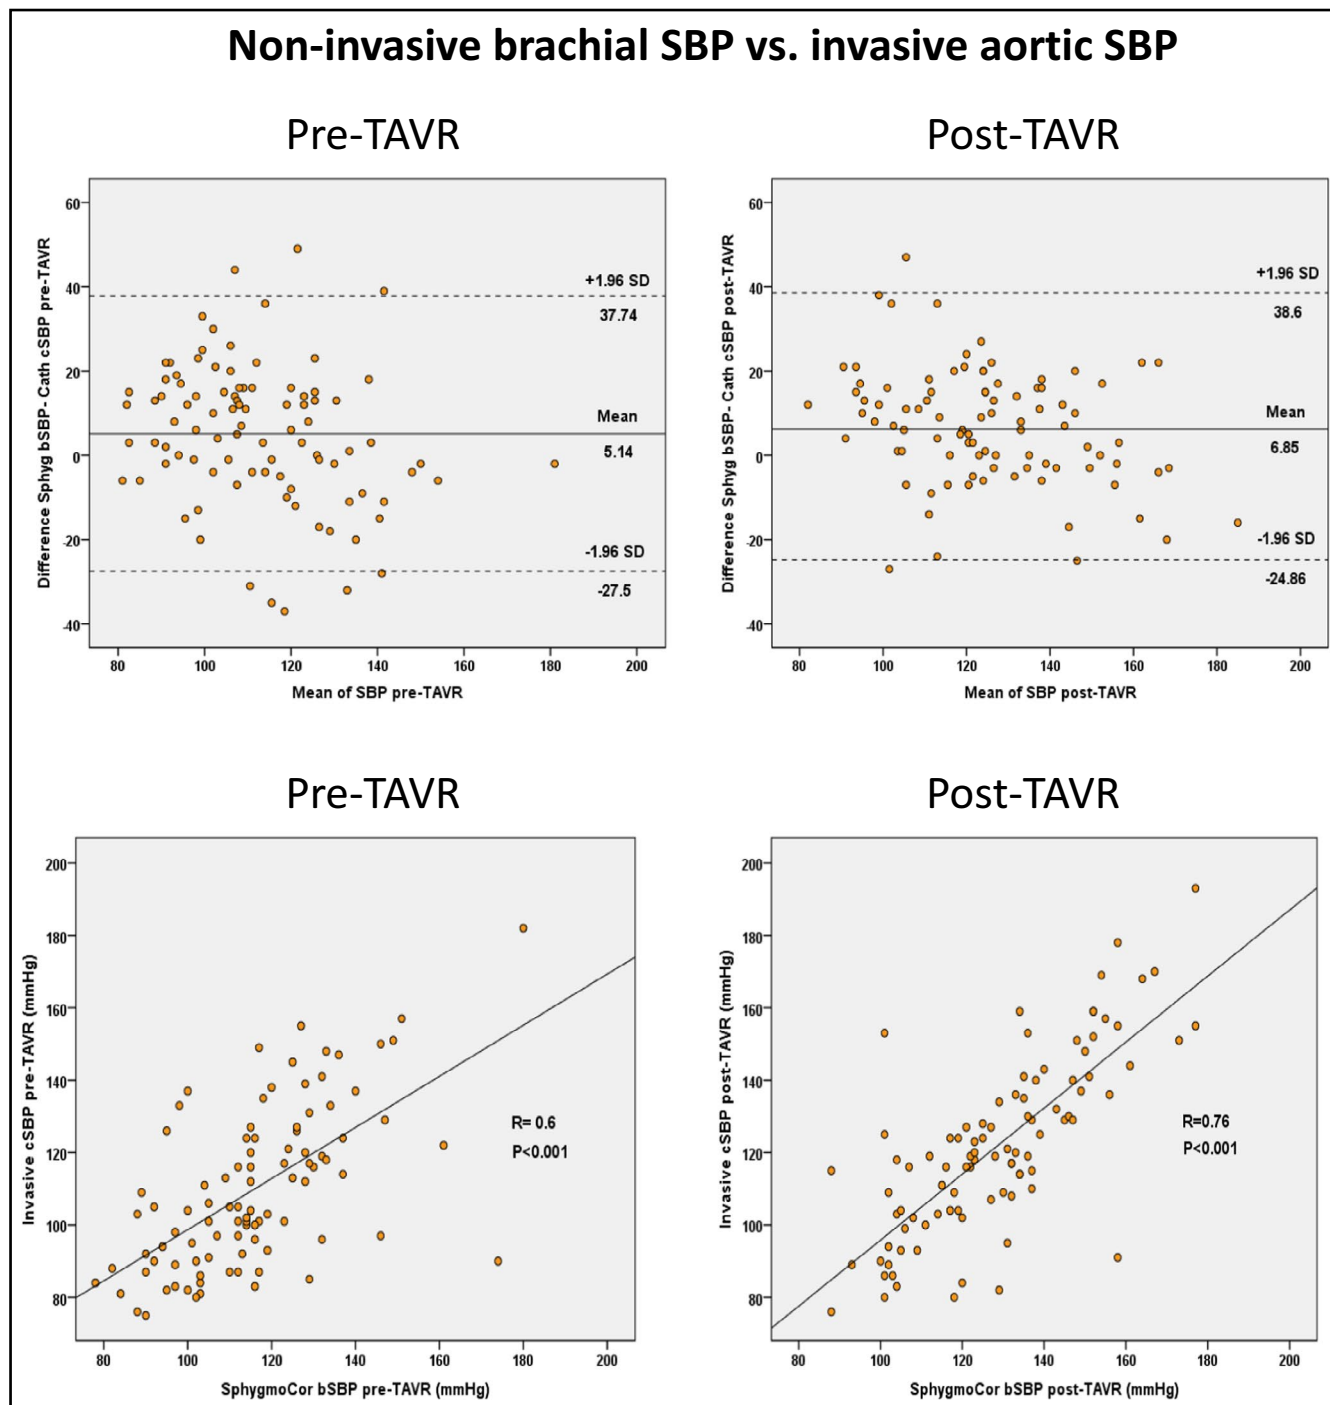 Non-invasive brachial SBP vs. invasive aortic SBP
Pre-TAVR
Post-TAVR
Difference Sphyg bSBP- Cath cSBP pre-TAVR
60
40
20
0
-20
-40
+1.96 SD
37.74
Mean
5.14
-1.96 SD
-27.5
80 100 120 140 160 180 200
Mean of SBP pre-TAVR
Difference Sphyg bSBP- Cath cSBP post-TAVR
60
40
20
0
-20
-40
+1.96 SD
38.6
Mean
6.85
-1.96 SD
-24.86
80 100 120 140 160 180 200
Mean of SBP post-TAVR
Pre-TAVR
Post-TAVR
Invasive cSBP pre-TAVR (mmHg)
200
180
160
140
120
100
80
R= 0.6
P<0.001
80 100 120 140 160 180 200
SphygmoCor bSBP pre-TAVR (mmHg)
Invasive cSBP post-TAVR (mmHg)
200
180
160
140
120
100
80
R=0.76
P<0.001
80 100 120 140 160 180 200
SphygmoCor bSBP post-TAVR (mmHg)